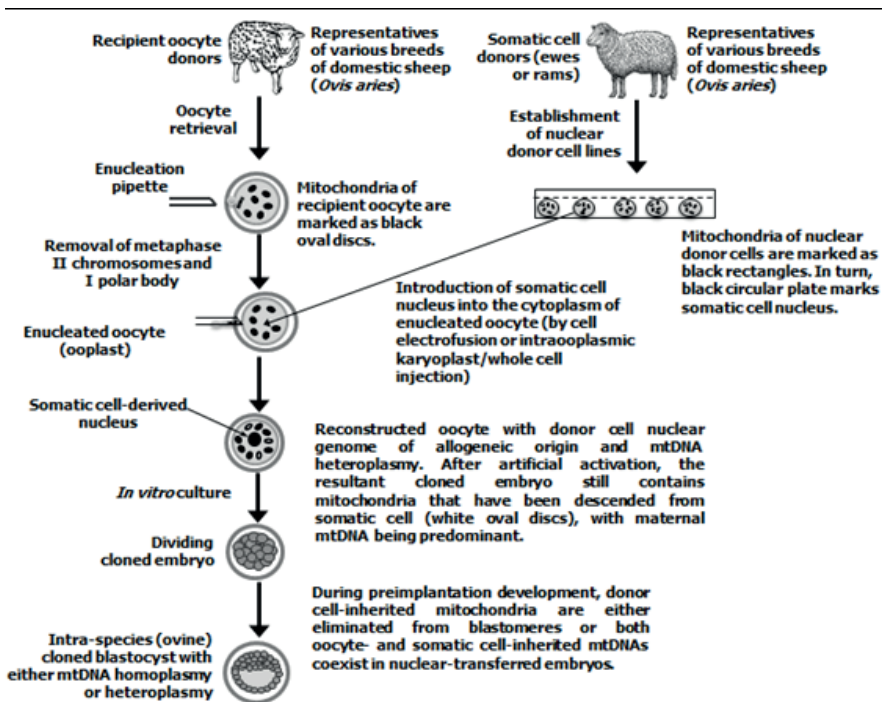 Recipient oocyte
donors
Representatives
of various breeds
of domestic sheep
(Ovis aries)
Somatic cell
donors (ewes
or rams)
Representatives
of various breeds
of domestic sheep
(Ovis aries)
Oocyte
retrieval
Establishment
of nuclear
donor cell lines
Enucleation
pipette
Mitochondria of
recipient oocyte are
marked as black
oval discs.
Mitochondria of nuclear
donor cells are marked as
black rectangles. In turn,
black circular plate marks
somatic cell nucleus.
Removal of metaphase
II chromosomes and
I polar body
Introduction of somatic cell
nucleus into the cytoplasm of
enucleated oocyte (by cell
electrofusion or intraooplasmic
karyoplast/whole cell
injection)
Enucleated oocyte
(ooplast)
Somatic cell-derived
nucleus
Reconstructed oocyte with donor cell nuclear
genome of allogeneic origin and mtDNA
heteroplasmy. After artificial activation, the
resultant cloned embryo still contains
mitochondria that have been descended from
somatic cell (white oval discs), with maternal
mtDNA being predominant.
In vitro culture
Dividing
cloned embryo
During preimplantation development, donor
cell-inherited mitochondria are either
eliminated from blastomeres or both
oocyte- and somatic cell-inherited mtDNAs
coexist in nuclear-transferred embryos.
Intra-species (ovine)
cloned blastocyst with
either mtDNA homoplasmy
or heteroplasmy